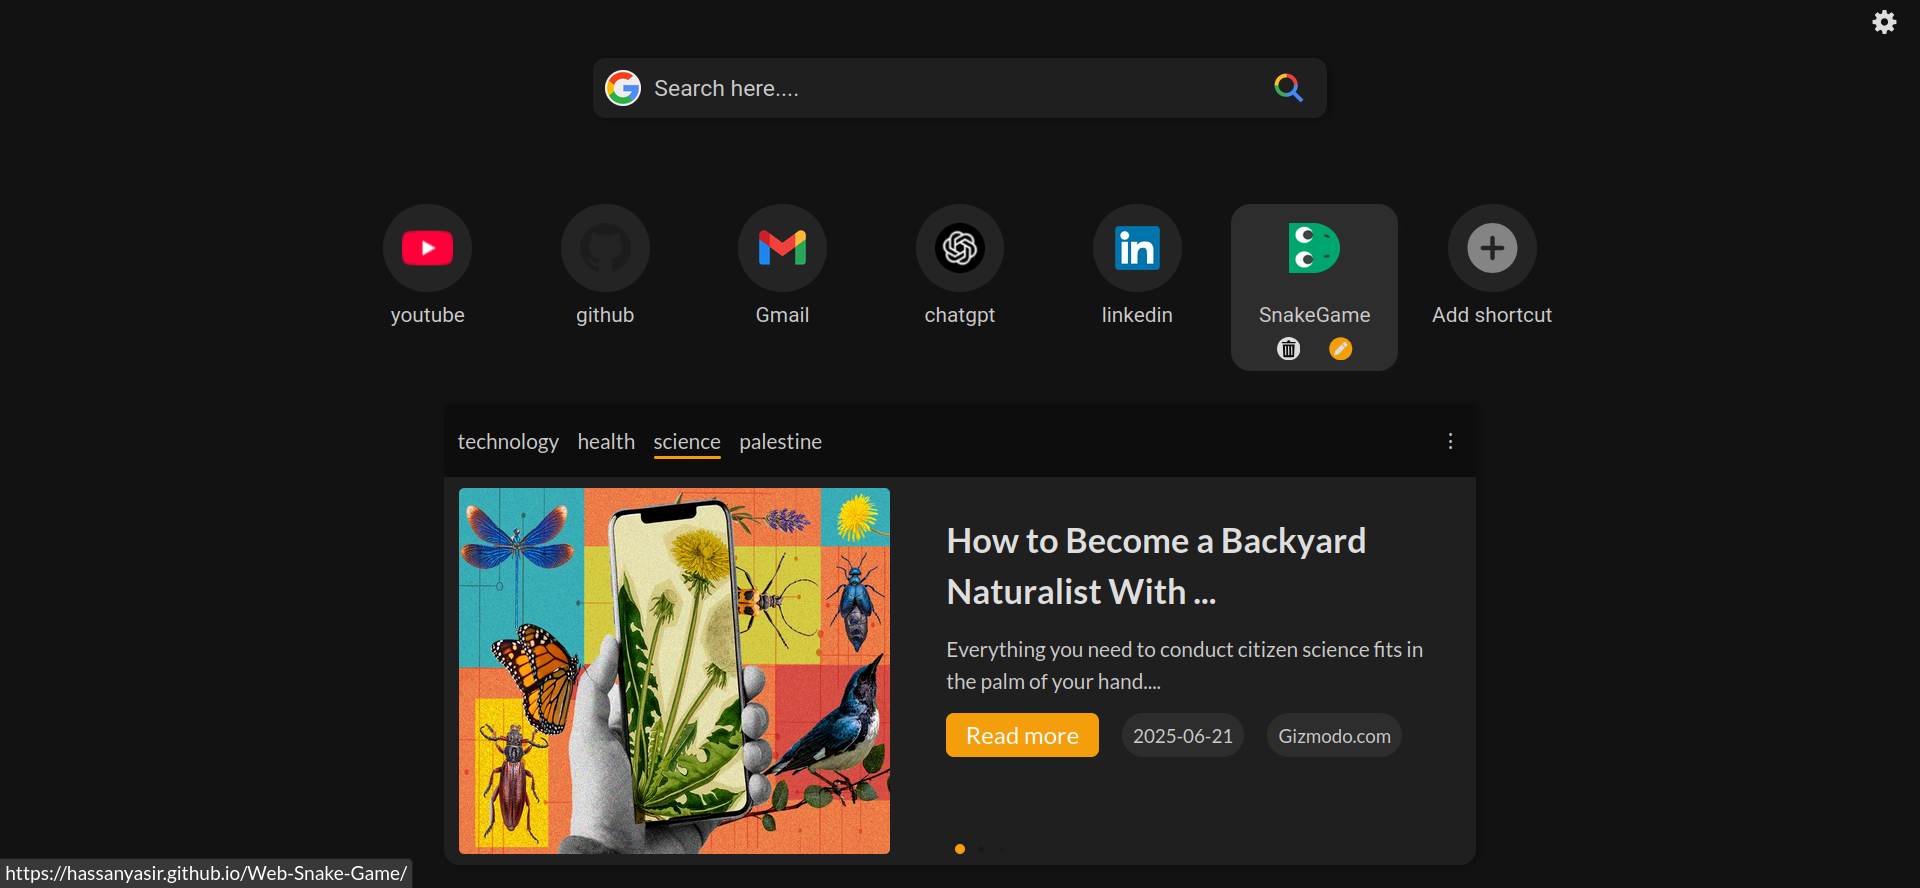 Search here....
youtube
github
Gmail
chatgpt
linkedin
SnakeGame
Add shortcut
technology health science palestine
How to Become a Backyard
Naturalist With ...
Everything you need to conduct citizen science fits in
the palm of your hand....
Read more 2025-06-21 Gizmodo.com
https://hassanyasir.github.io/Web-Snake-Game/